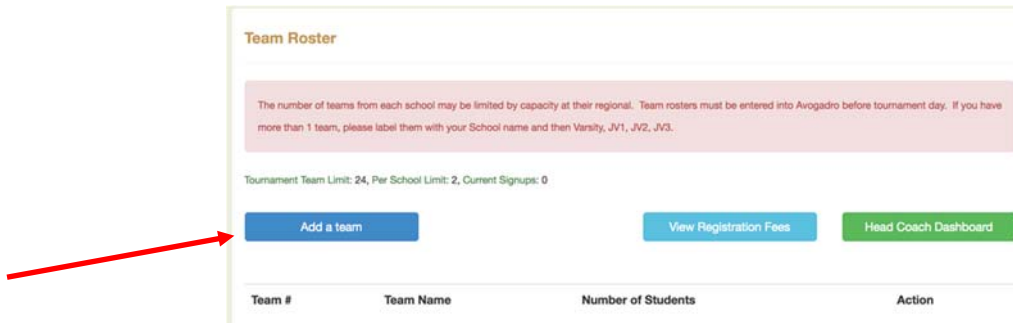 Team Roster
The number of teams from each school may be limited by capacity at their regional. Team rosters must be entered into Avogadro before tournament day. If you have
more than 1 team, please label them with your School name and then Varsity, JV1, JV2, JV3.
Tournament Team Limit: 24, Per School Limit: 2, Current Signups: 0
Add a team View Registration Fees Head Coach Dashboard
Team # Team Name Number of Students Action